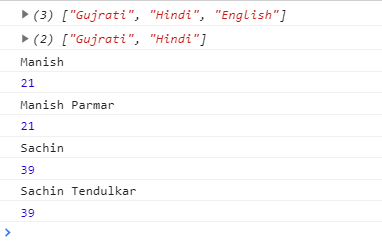 (3) ["Gujrati", "Hindi", "English"]
(2) ["Gujrati", "Hindi"]
Manish
21
Manish Parmar
21
Sachin
39
Sachin Tendulkar
39